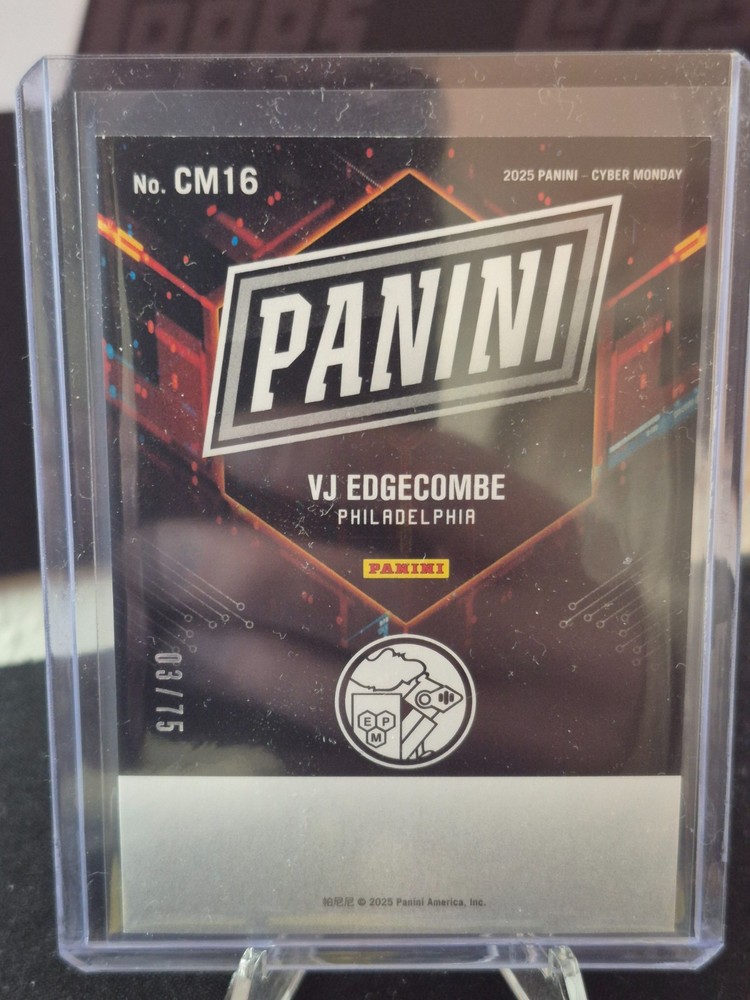 No. CM16
2025 PANINI - CYBER MONDAY
PANINI
VJ EDGECOMBE
PHILADELPHIA
PANINI
03/75
E P
M
帕尼尼 © 2025 Panini America, Inc.